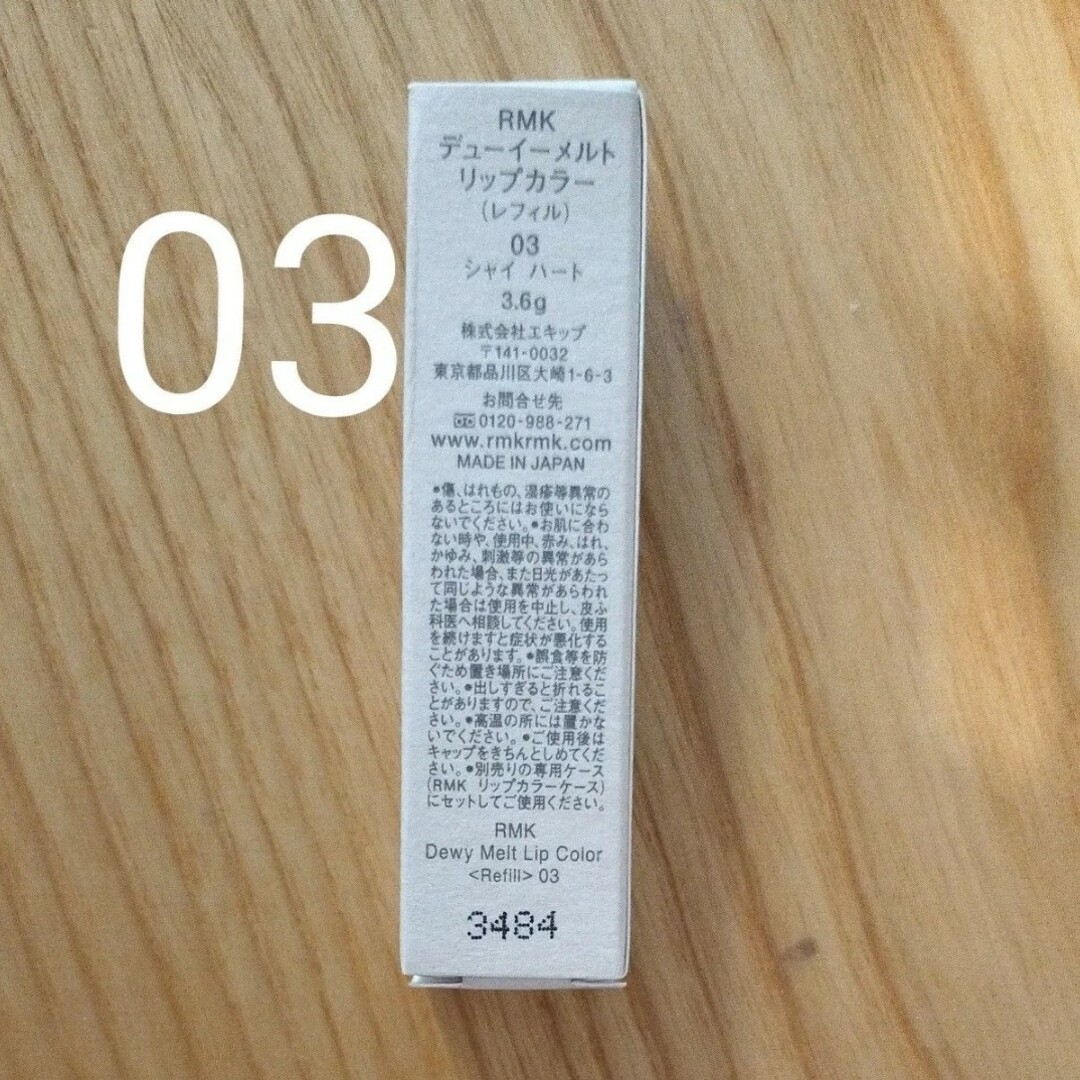 03
RMK
デューイーメルト
リップカラー
(レフィル)
03
シャイ ハート
3.6g
株式会社エキップ
〒141-0032
東京都品川区大崎1-6-3
お問合せ先
0120-988-271
www.rmkrmk.com
MADE IN JAPAN
●傷、はれもの、湿疹等異常の
あるところにはお使いになら
ないでください。●お肌に合わ
ない時や、使用中、赤み、はれ、
かゆみ、刺激等の異常があら
われた場合、また日光があたっ
て同じような異常があらわれ
た場合は使用を中止し、皮ふ
科医へ相談してください。使用
を続けますと症状が悪化する
ことがあります。●誤食等を防
ぐため置き場所にご注意くだ
さい。●出しすぎると折れるこ
とがありますので、ご注意くだ
さい。●高温の所には置かな
いでください。●ご使用後は
キャップをきちんとしめてくだ
さい。●別売りの専用ケース
(RMK リップカラーケース)
にセットしてご使用ください。
RMK
Dewy Melt Lip Color
<Refill> 03
3484